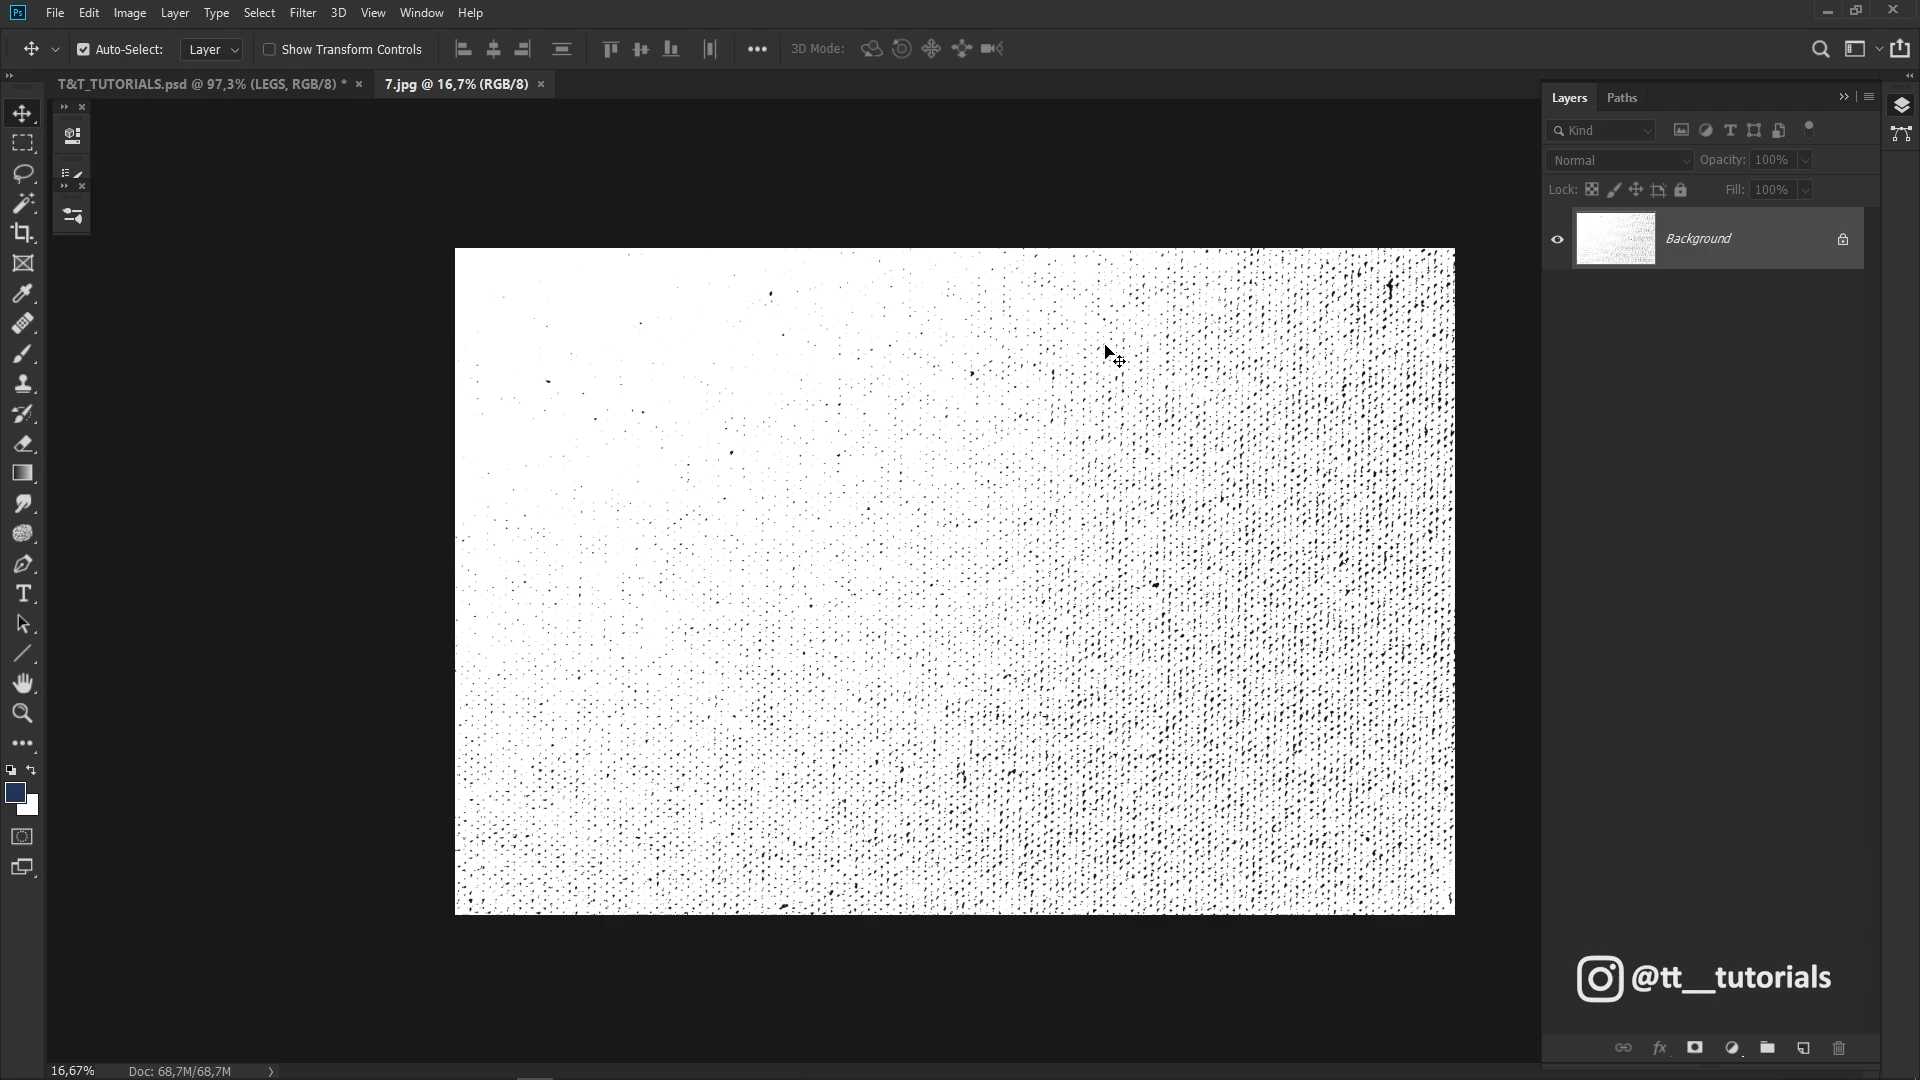 Ps File Edit Image Layer Type Select Filter 3D View Window Help
Auto-Select: Layer Show Transform Controls 3D Mode:
T&T_TUTORIALS.psd @ 97,3% (LEGS, RGB/8) * × 7.jpg @ 16,7% (RGB/8) ×
Layers Paths
Kind
Normal Opacity: 100%
Lock: Fill: 100%
Background
@tt__tutorials
fx
16,67% Doc: 68,7M/68,7M